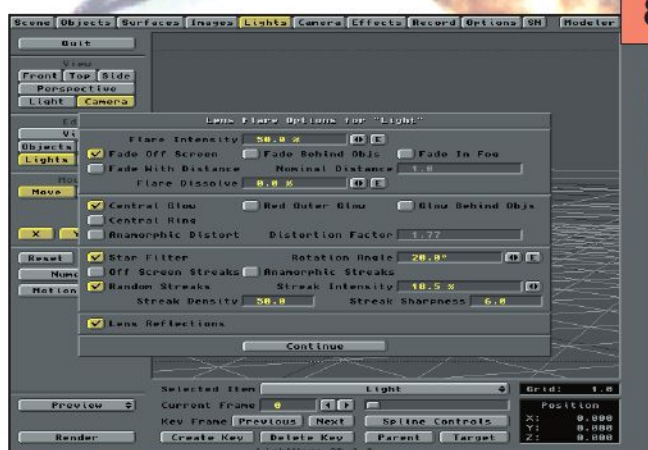 Scene Objects Surfaces Images Lights Camera Effects Record Options SN Modeler
8
Quit
View
Front Top Side
Perspective
Light Camera
Ed
Vi
Objects
Lights
Mou
Move
X Y
Reset
Nume
Motion
Lens Flare Options for "Light"
Flare Intensity 50.0 % E
Fade Off Screen Fade Behind Objs Fade In Fog
Fade With Distance Nominal Distance 1.0
Flare Dissolve 0.0 % E
Central Glow Red Outer Glow Glow Behind Objs
Central Ring
Anamorphic Distort Distortion Factor 1.77
Star Filter Rotation Angle 20.0° E
Off Screen Streaks Anamorphic Streaks
Random Streaks Streak Intensity 10.5 %
Streak Density 50.0 Streak Sharpness 6.0
Lens Reflections
Continue
Selected Item Light
Grid: 1.0
Preview
Current Frame 0
Position
Key Frame Previous Next Spline Controls
X: 0.000
Y: 0.000
Render
Create Key Delete Key Parent Target
Z: 0.000